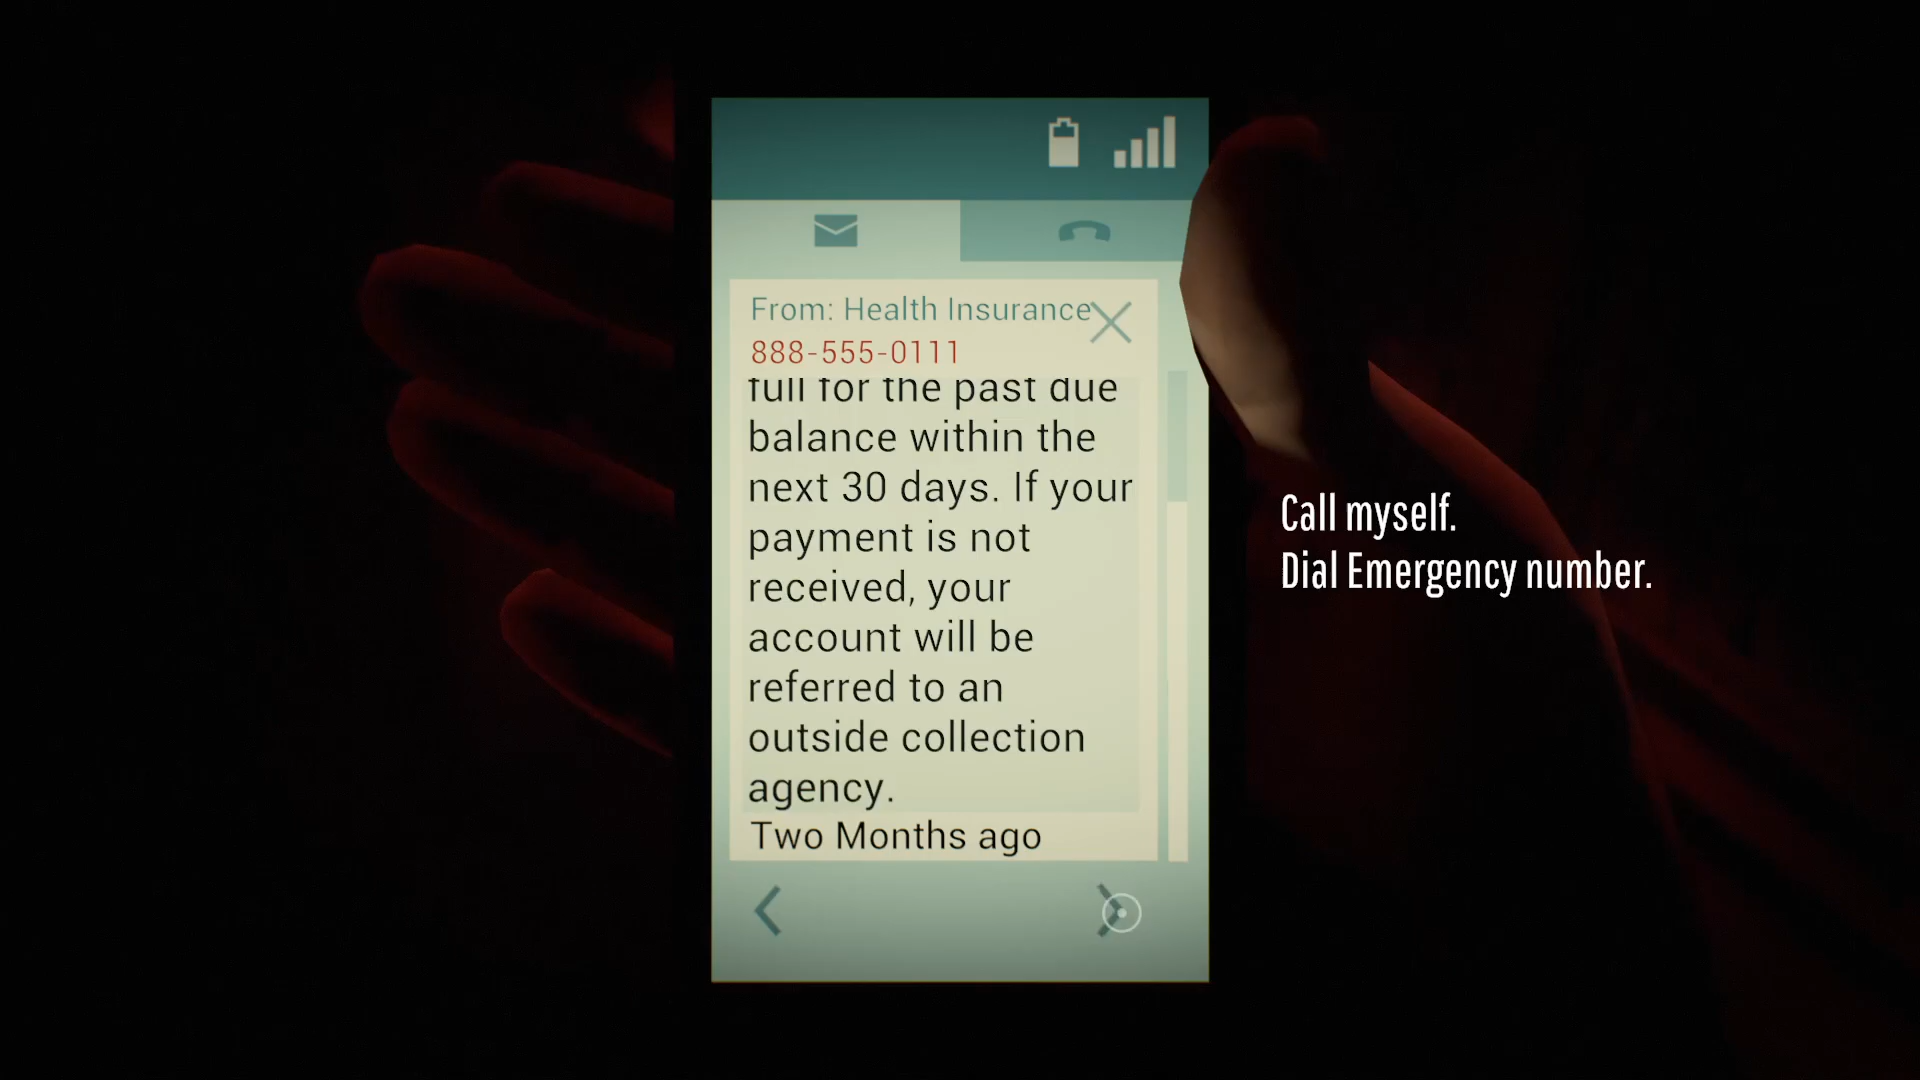 From: Health Insurance
888-555-0111
full for the past due
balance within the
next 30 days. If your
payment is not
received, your
account will be
referred to an
outside collection
agency.
Two Months ago
Call myself.
Dial Emergency number.